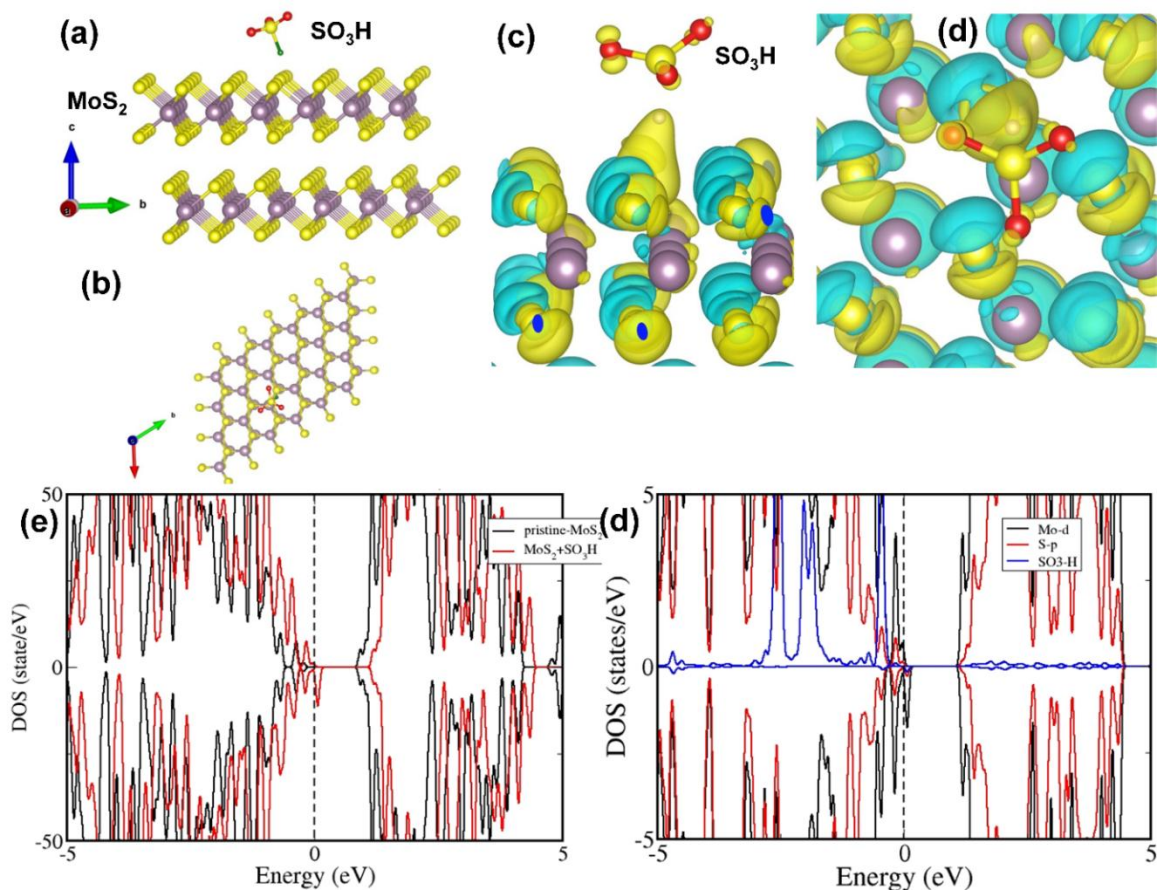 (a)
SO₃H
MoS₂
c
a
b
(b)
b
(c)
SO₃H
(d)
(e)
50
0
-50
DOS (state/eV)
-5
0
5
Energy (eV)
pristine-MoS₂
MoS₂+SO₃H
(d)
5
0
-5
DOS (states/eV)
-5
0
5
Energy (eV)
Mo-d
S-p
SO3-H